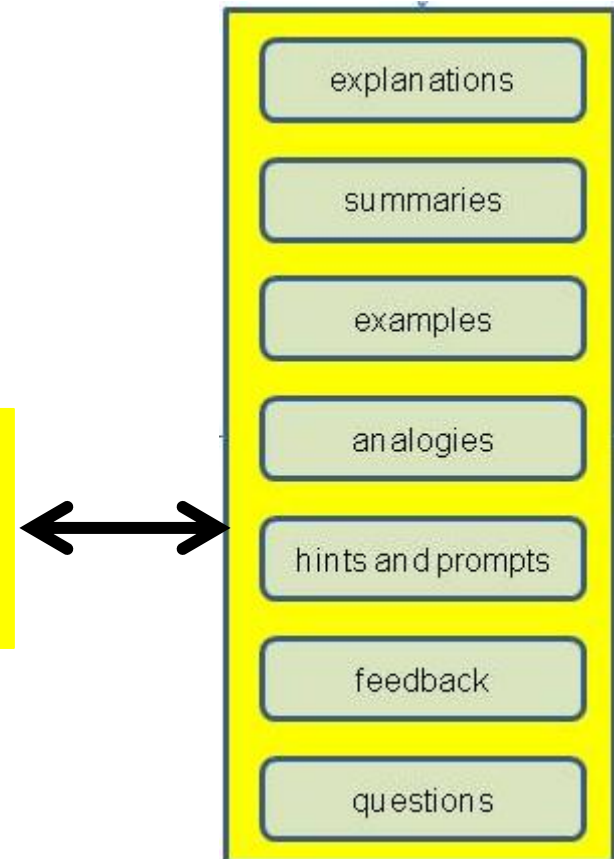 explanations
summaries
examples
analogies
hints and prompts
feedback
questions